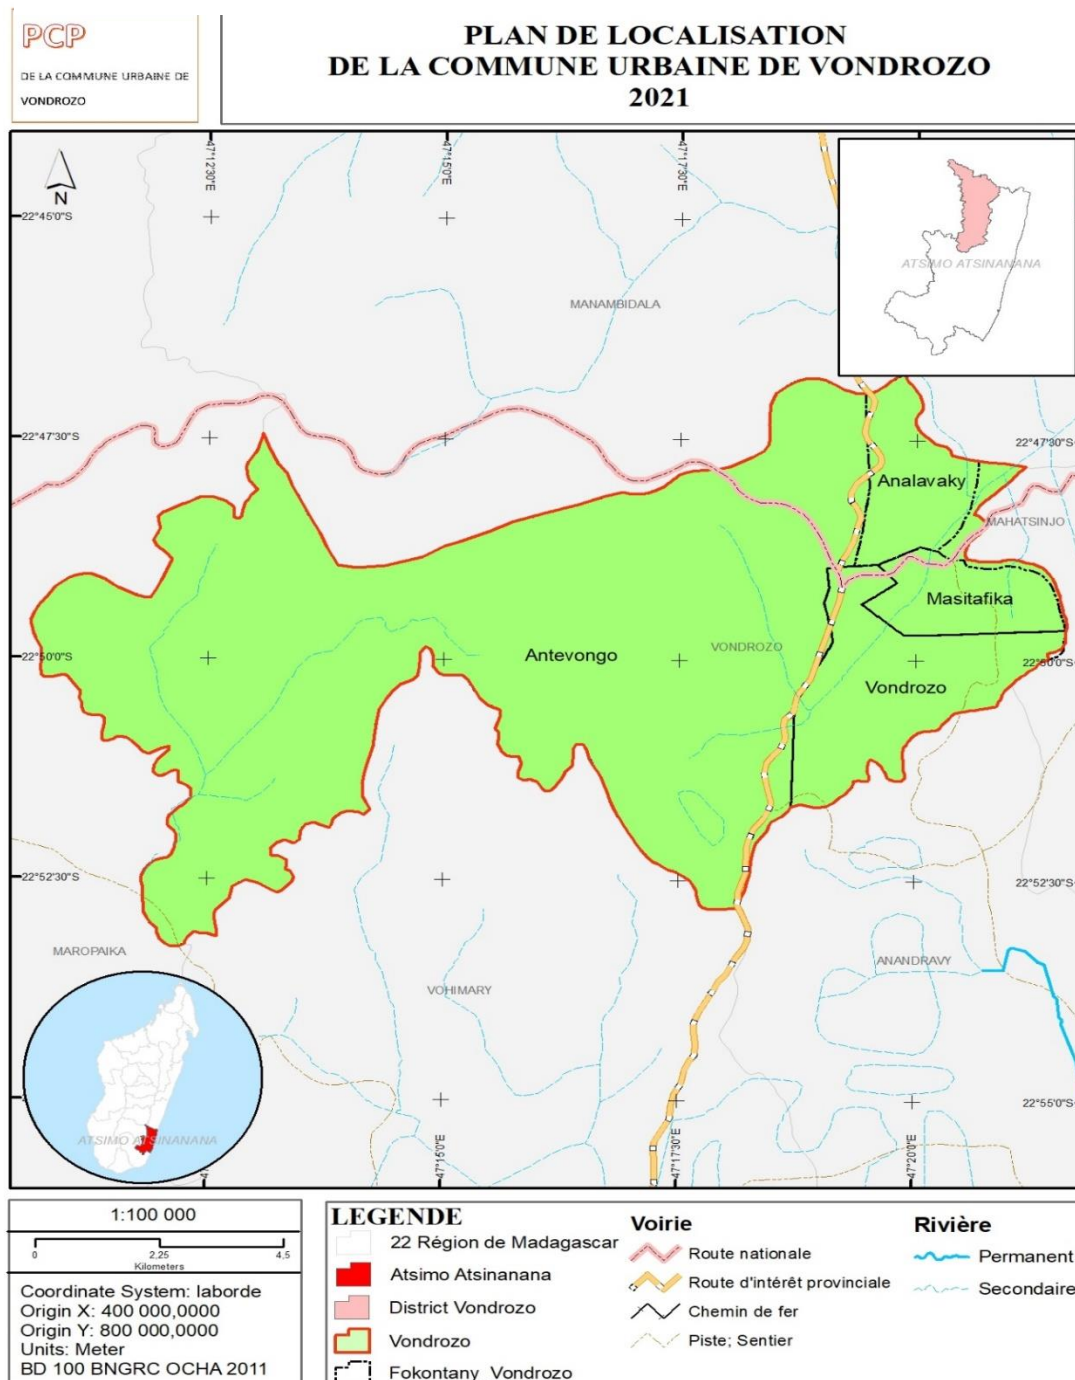 PCP
DE LA COMMUNE URBAINE DE
VONDROZO
PLAN DE LOCALISATION
DE LA COMMUNE URBAINE DE VONDROZO
2021
N
47°12'30"E
47°15'0"E
47°17'30"E
22°45'0"S
ATSIMO ATSINANANA
MANAMBIDALA
22°47'30"S
22°47'30"S
Analavaky
MAHATSINJO
Masitafika
VONDROZO
Antevongo
22°50'0"S
22°50'0"S
Vondrozo
22°52'30"S
22°52'30"S
MAROPAIKA
ANANDRAVY
VOHIMARY
22°55'0"S
ATSIMO ATSINANANA
47°15'0"E
47°17'30"E
47°20'0"E
1:100 000
0 2,25 4,5
Kilometers
Coordinate System: laborde
Origin X: 400 000,0000
Origin Y: 800 000,0000
Units: Meter
BD 100 BNGRC OCHA 2011
LEGENDE
22 Région de Madagascar
Atsimo Atsinanana
District Vondrozo
Vondrozo
Fokontany_Vondrozo
Voirie
Route nationale
Route d'intérêt provinciale
Chemin de fer
Piste; Sentier
Rivière
Permanent
Secondaire